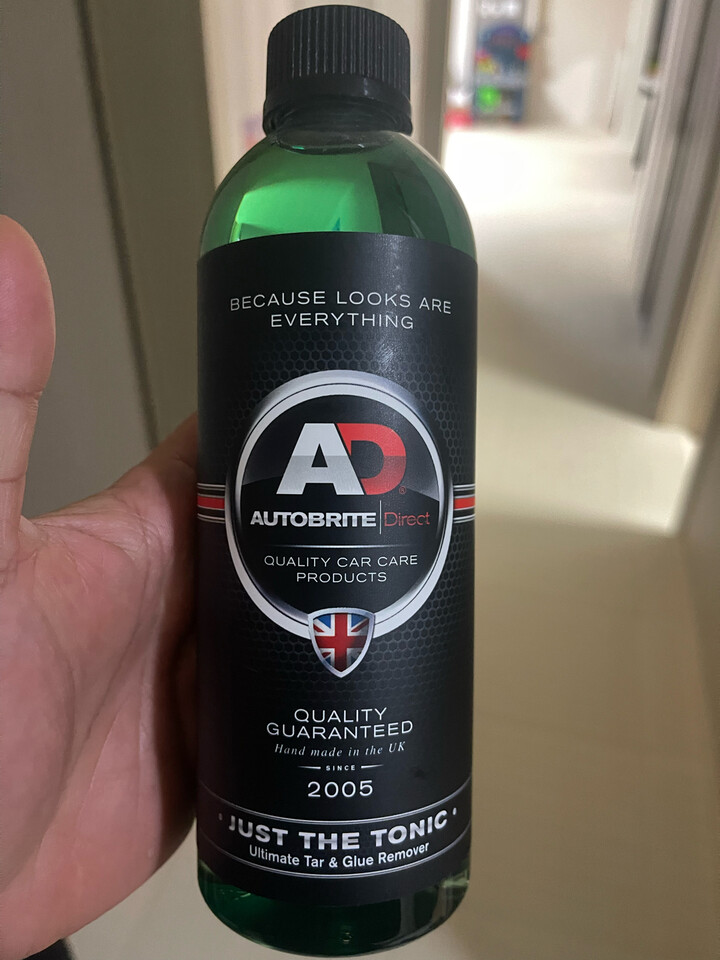 BECAUSE LOOKS ARE
EVERYTHING
AD®
AUTOBRITE|Direct
QUALITY CAR CARE
PRODUCTS
QUALITY
GUARANTEED
Hand made in the UK
SINCE
2005
• JUST THE TONIC •
Ultimate Tar & Glue Remover